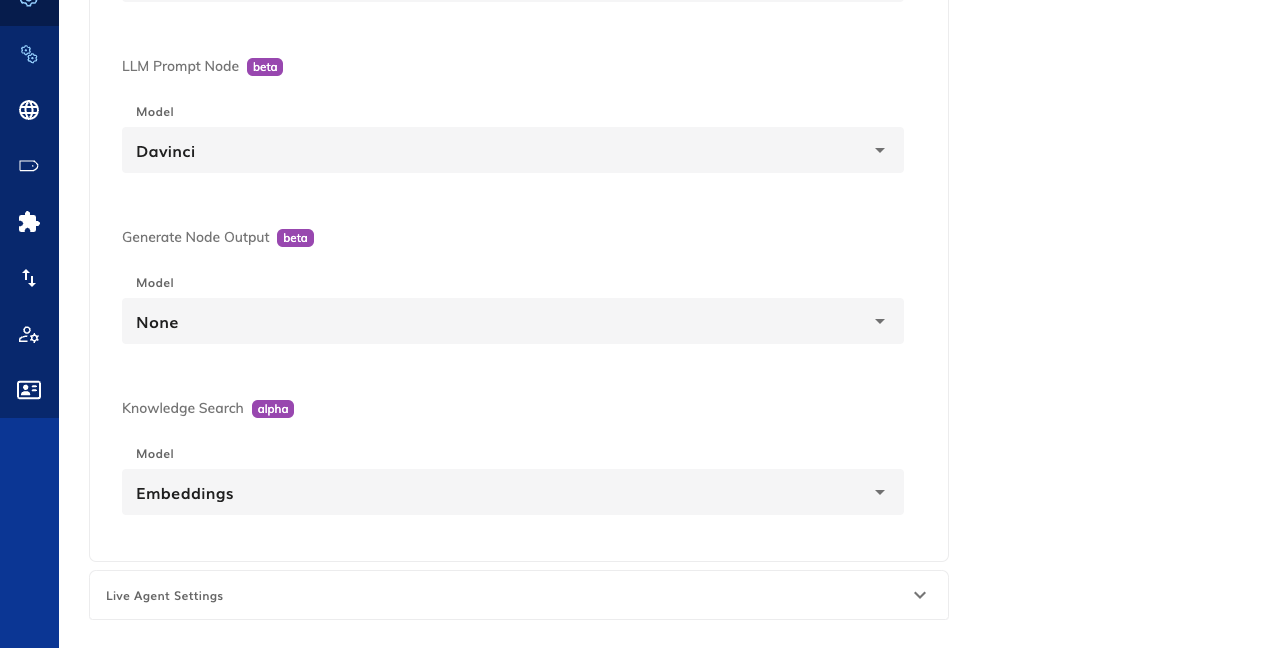 LLM Prompt Node beta
Model
Davinci
Generate Node Output beta
Model
None
Knowledge Search alpha
Model
Embeddings
Live Agent Settings